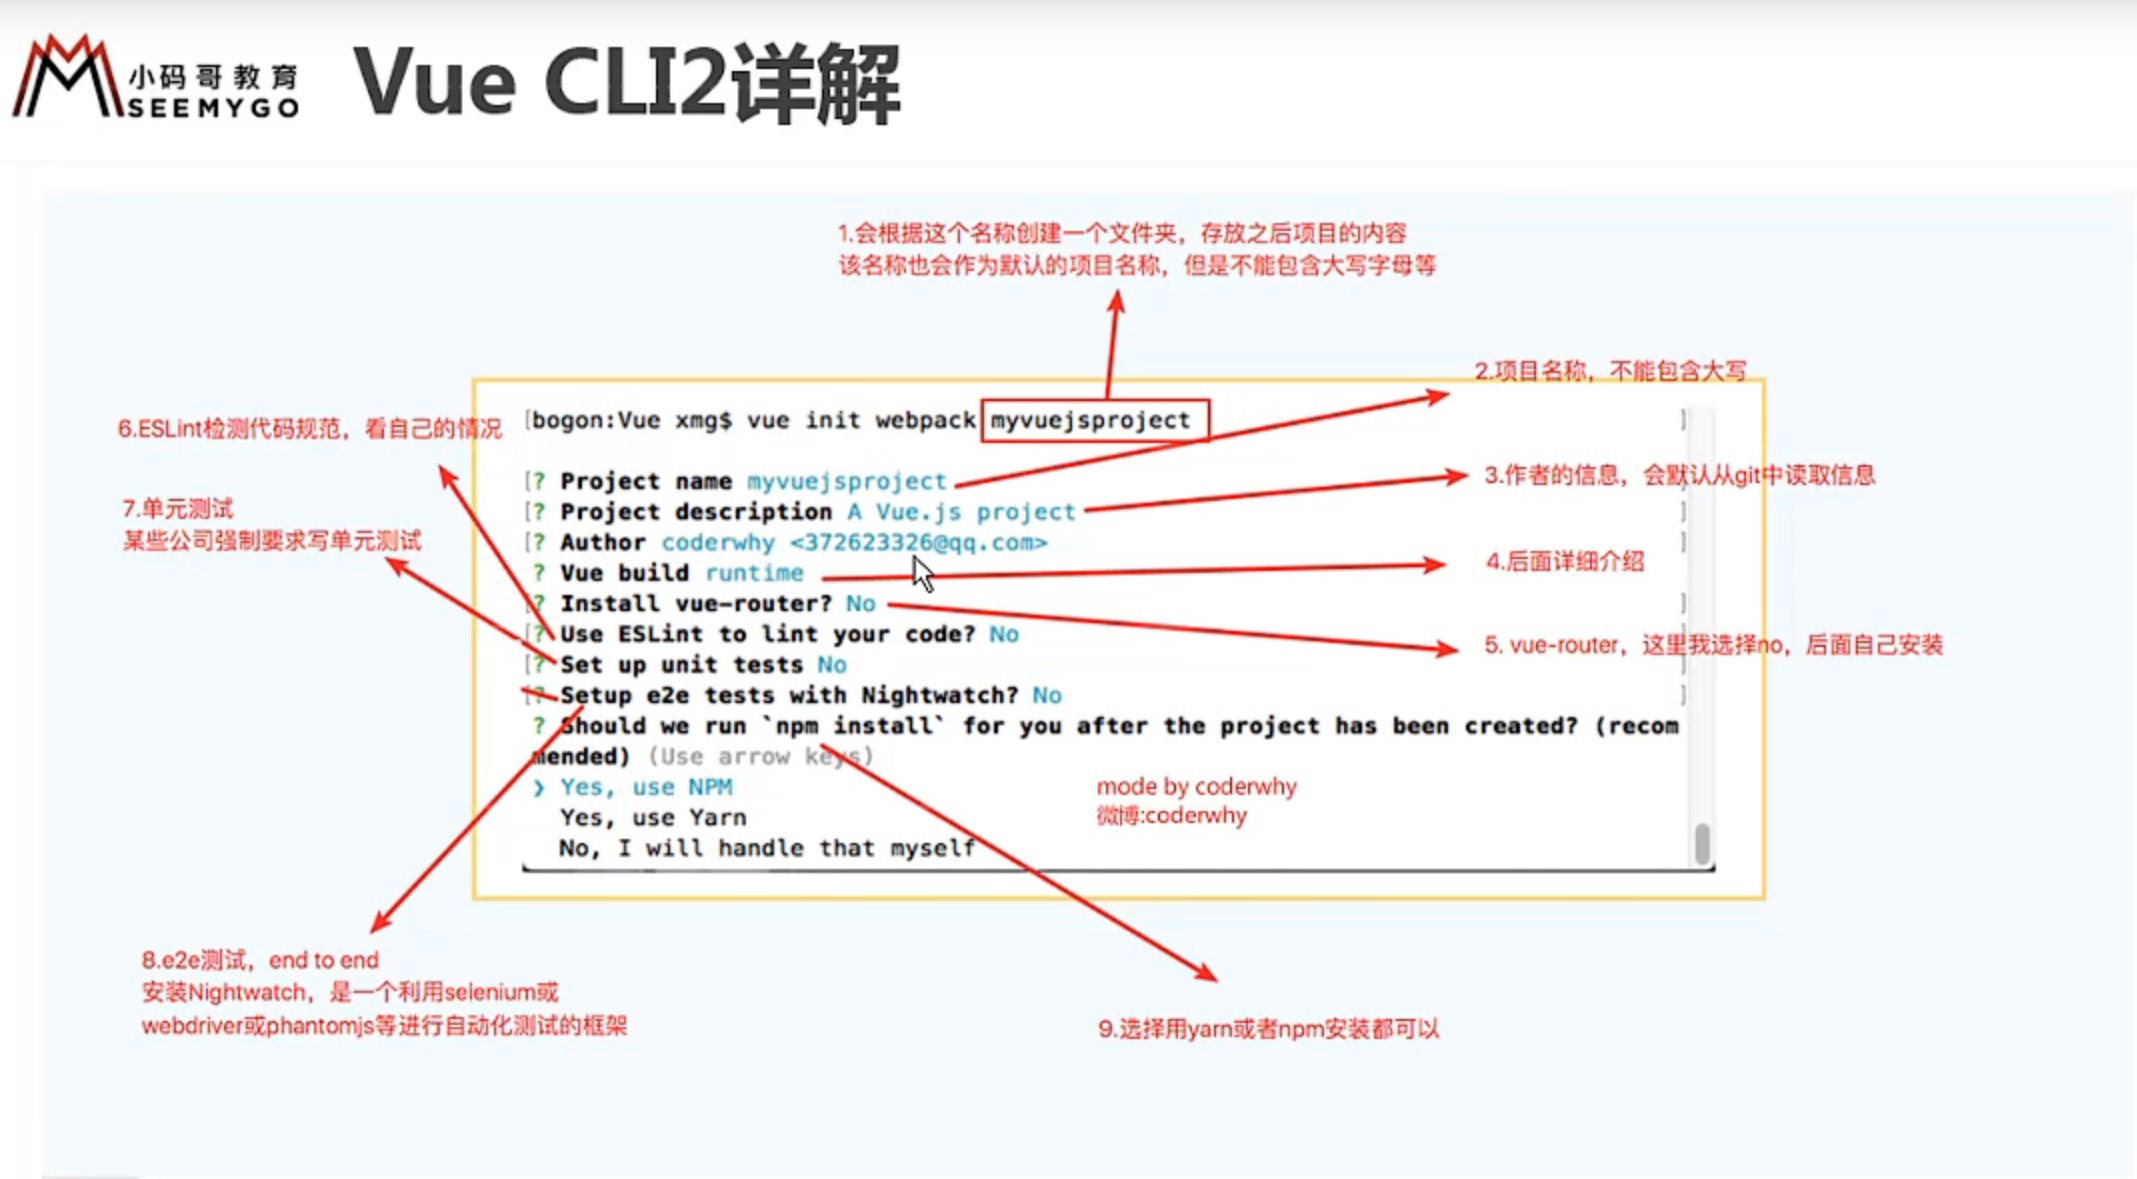 小码哥教育
SEEMYGO
Vue CLI2详解
1.会根据这个名称创建一个文件夹，存放之后项目的内容
该名称也会作为默认的项目名称，但是不能包含大写字母等
2.项目名称，不能包含大写
6.ESLint检测代码规范，看自己的情况
[bogon:Vue xmg$ vue init webpack myvuejsproject ]
3.作者的信息，会默认从git中读取信息
7.单元测试
某些公司强制要求写单元测试
[? Project name myvuejsproject
[? Project description A Vue.js project ]
[? Author coderwhy <372623326@qq.com> ]
? Vue build runtime
4.后面详细介绍
[? Install vue-router? No ]
[? Use ESLint to lint your code? No
5. vue-router，这里我选择no，后面自己安装
[? Set up unit tests No ]
[? Setup e2e tests with Nightwatch? No ]
? Should we run `npm install` for you after the project has been created? (recom
mended) (Use arrow keys)
❯ Yes, use NPM
Yes, use Yarn
No, I will handle that myself
mode by coderwhy
微博:coderwhy
8.e2e测试，end to end
安装Nightwatch，是一个利用selenium或
webdriver或phantomjs等进行自动化测试的框架
9.选择用yarn或者npm安装都可以